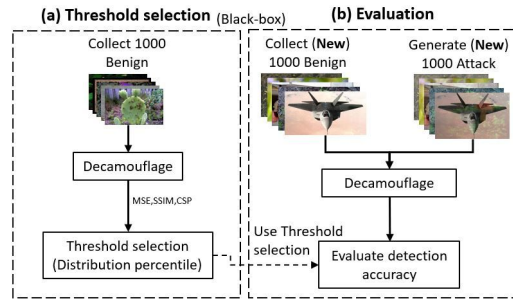 (a) Threshold selection (Black-box) (b) Evaluation
Collect 1000
Benign
Decamouflage
MSE,SSIM,CSP
Threshold selection
(Distribution percentile)
Collect (New)
1000 Benign
Generate (New)
1000 Attack
Decamouflage
Use Threshold
selection
Evaluate detection
accuracy